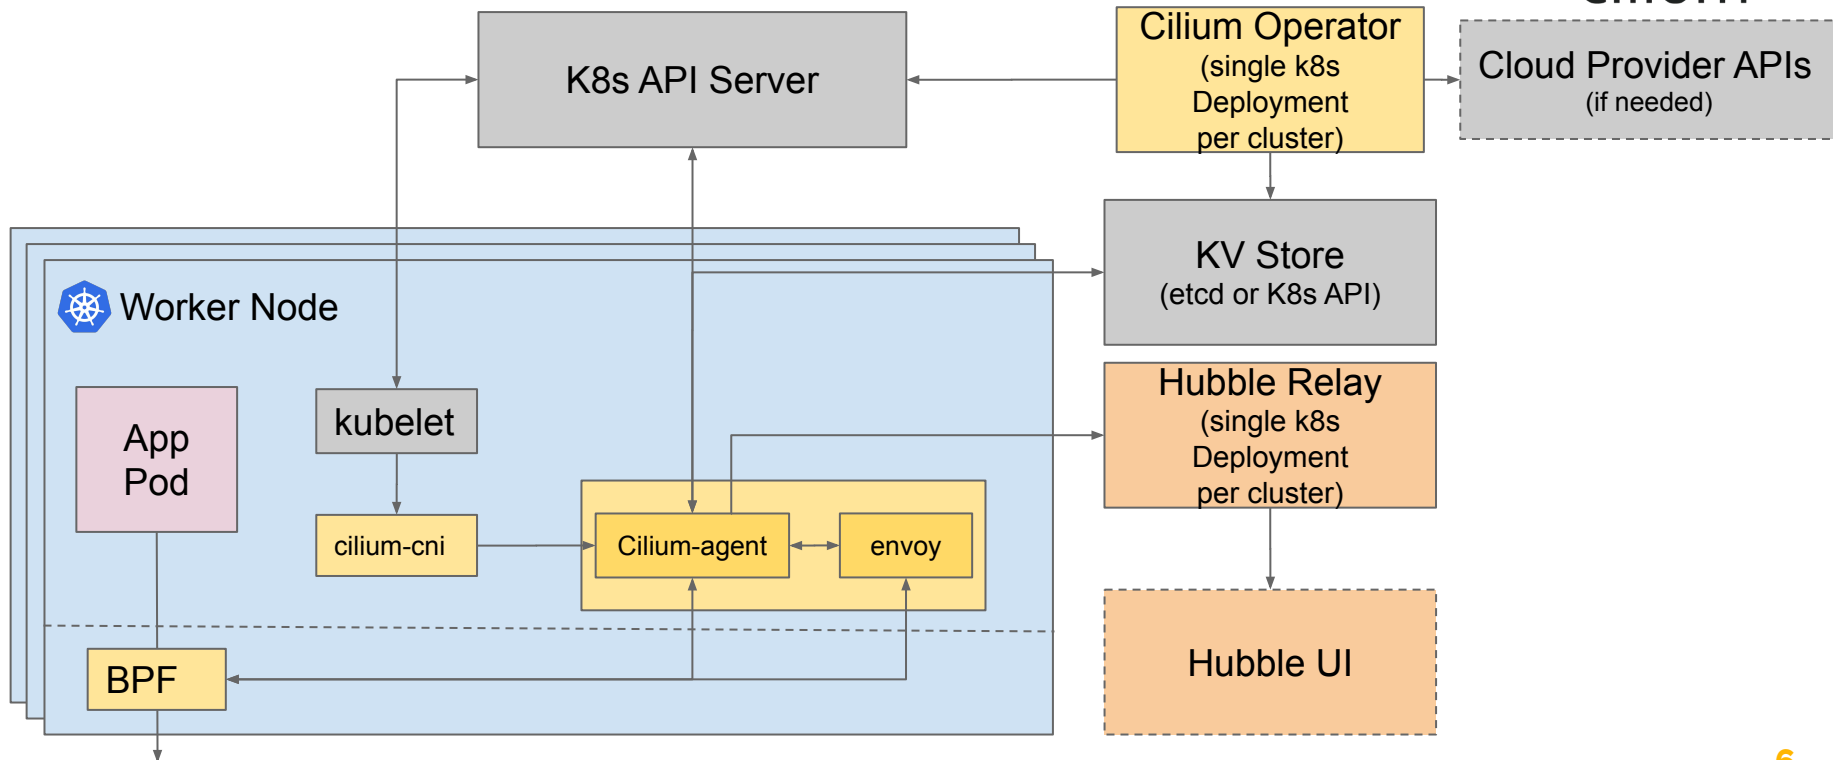 K8s API Server
Cilium Operator
(single k8s
Deployment
per cluster)
Cloud Provider APIs
(if needed)
KV Store
(etcd or K8s API)
Worker Node
Hubble Relay
(single k8s
Deployment
per cluster)
App
Pod
kubelet
cilium-cni
Cilium-agent
envoy
BPF
Hubble UI